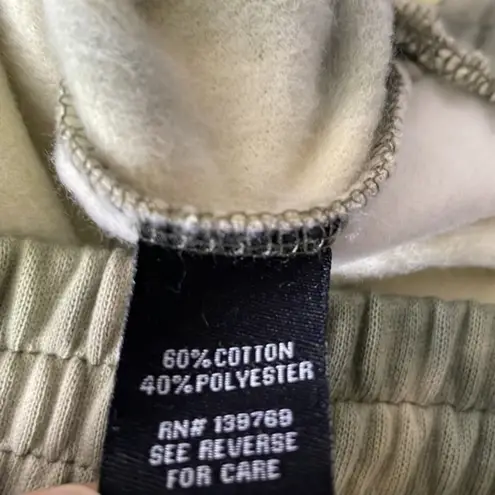 60% COTTON
40% POLYESTER
RN# 139769
SEE REVERSE
FOR CARE